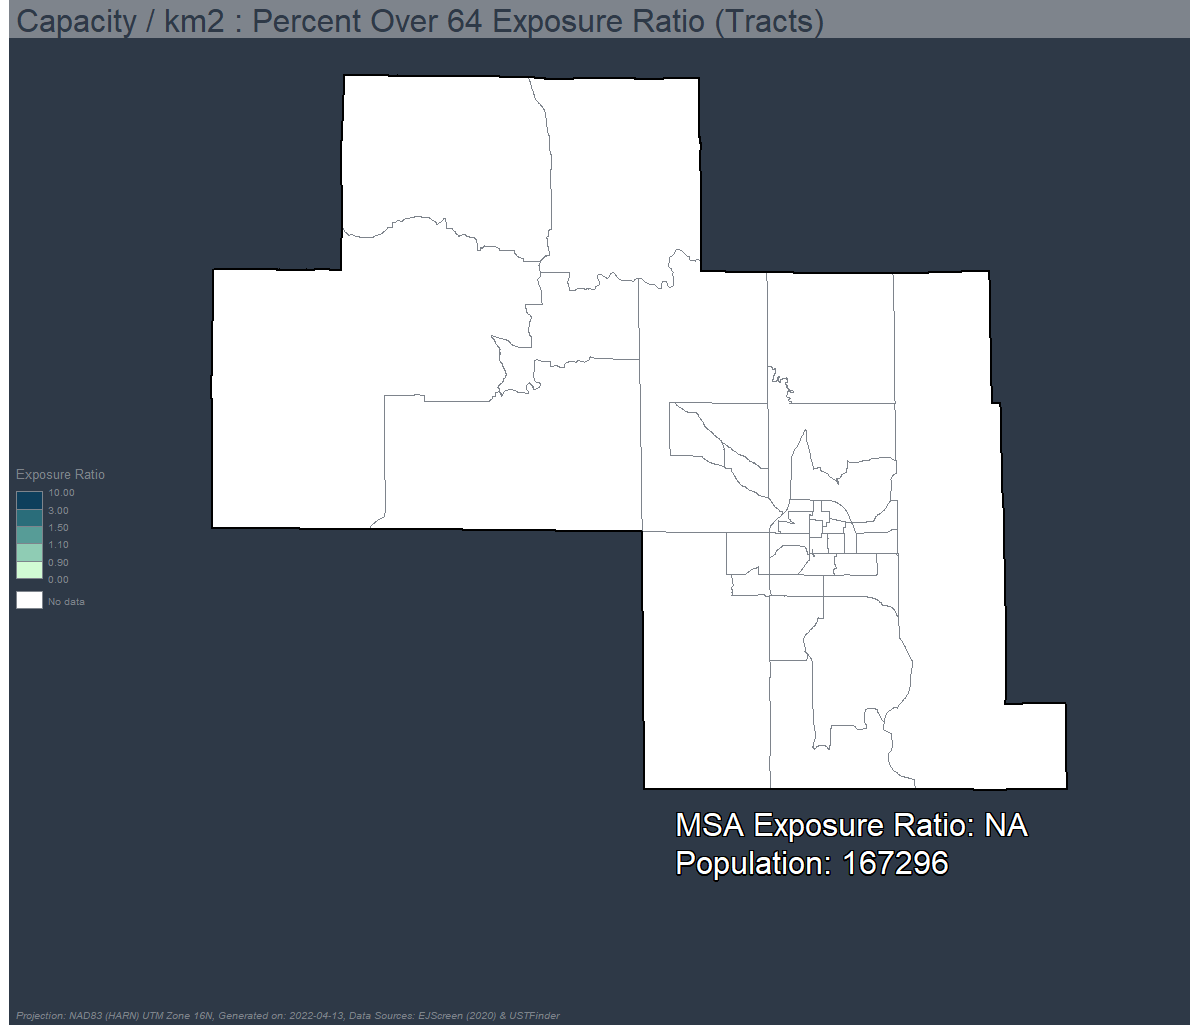 Capacity / km2 : Percent Over 64 Exposure Ratio (Tracts)
Exposure Ratio
10.00
3.00
1.50
1.10
0.90
0.00
No data
MSA Exposure Ratio: NA
Population: 167296
Projection: NAD83 (HARN) UTM Zone 16N, Generated on: 2022-04-13, Data Sources: EJScreen (2020) & USTFinder